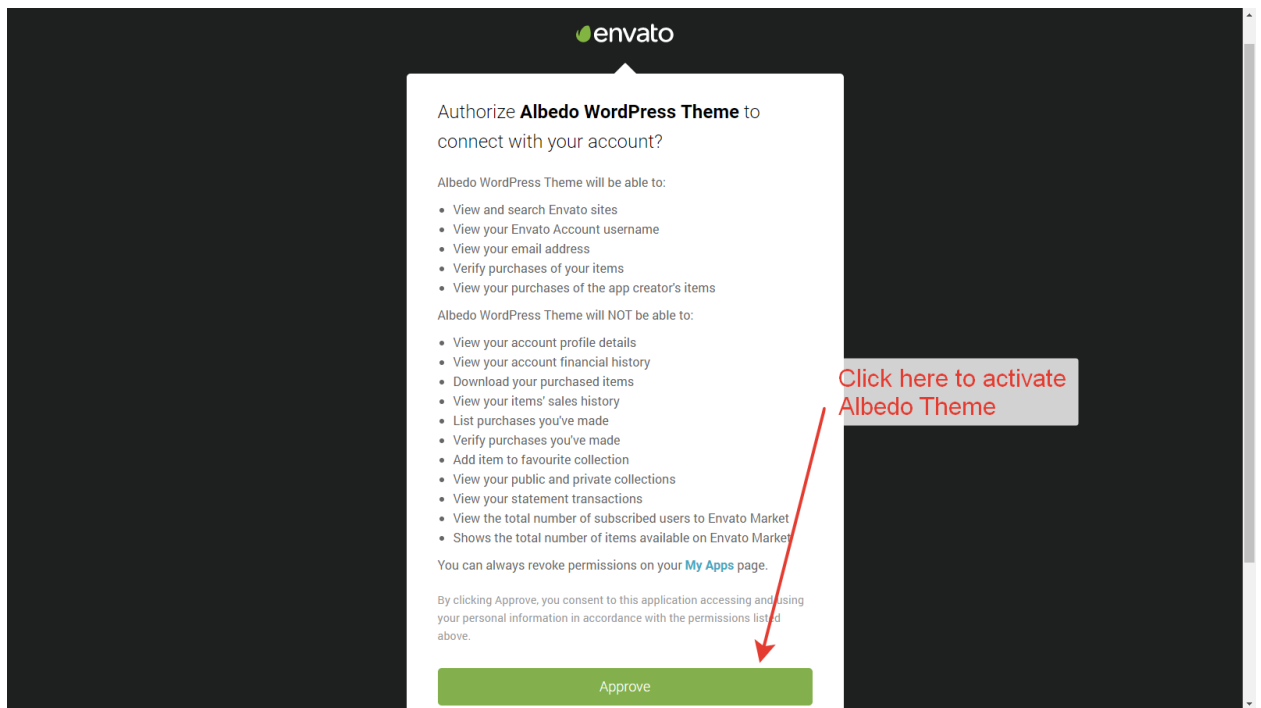 envato
Authorize Albedo WordPress Theme to
connect with your account?
Albedo WordPress Theme will be able to:
• View and search Envato sites
• View your Envato Account username
• View your email address
• Verify purchases of your items
• View your purchases of the app creator's items
Albedo WordPress Theme will NOT be able to:
• View your account profile details
• View your account financial history
• Download your purchased items
• View your items' sales history
• List purchases you've made
• Verify purchases you've made
• Add item to favourite collection
• View your public and private collections
• View your statement transactions
• View the total number of subscribed users to Envato Market
• Shows the total number of items available on Envato Market
You can always revoke permissions on your My Apps page.
By clicking Approve, you consent to this application accessing and using
your personal information in accordance with the permissions listed
above.
Approve
Click here to activate
Albedo Theme